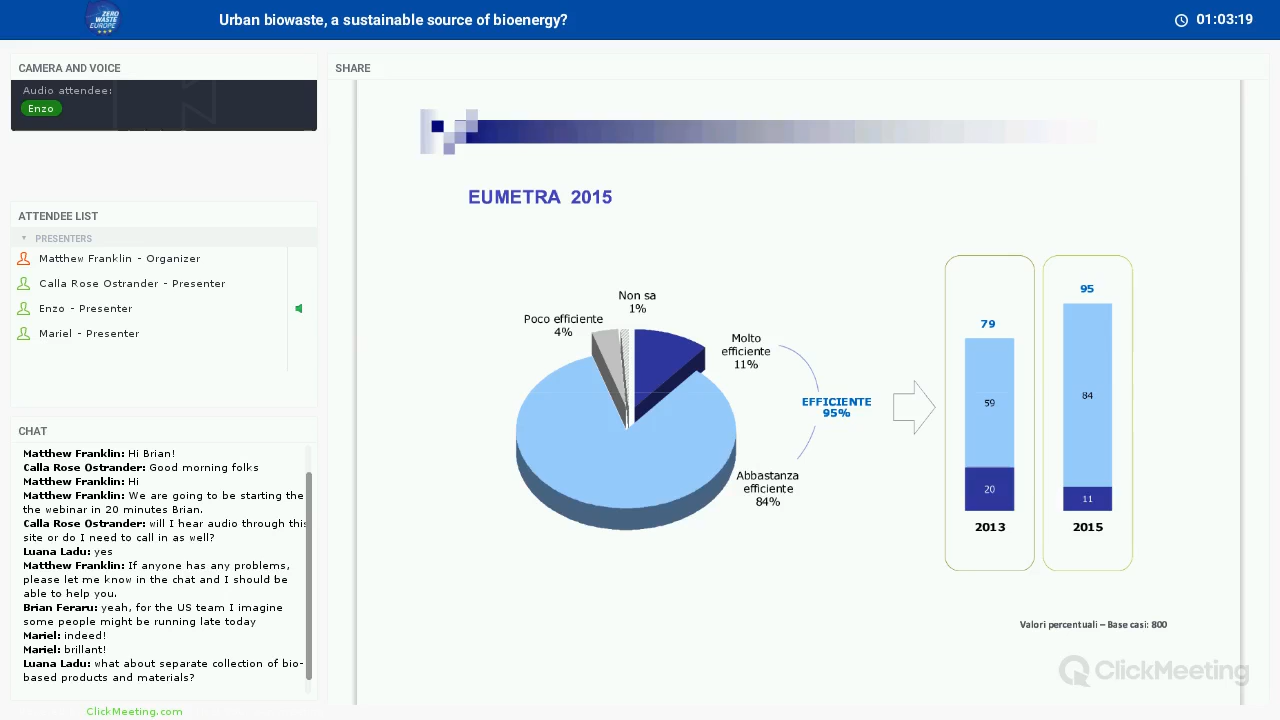 ZERO
WASTE
EUROPE
Urban biowaste, a sustainable source of bioenergy?
01:03:19
CAMERA AND VOICE
Audio attendee:
Enzo
ATTENDEE LIST
PRESENTERS
Matthew Franklin - Organizer
Calla Rose Ostrander - Presenter
Enzo - Presenter
Mariel - Presenter
CHAT
Matthew Franklin: Hi Brian!
Calla Rose Ostrander: Good morning folks
Matthew Franklin: Hi
Matthew Franklin: We are going to be starting the
the webinar in 20 minutes Brian.
Calla Rose Ostrander: will I hear audio through this
site or do I need to call in as well?
Luana Ladu: yes
Matthew Franklin: If anyone has any problems,
please let me know in the chat and I should be
able to help you.
Brian Feraru: yeah, for the US team I imagine
some people might be running late today
Mariel: indeed!
Mariel: brillant!
Luana Ladu: what about separate collection of bio-
based products and materials?
ClickMeeting.com
SHARE
EUMETRA 2015
Non sa
1%
Poco efficiente
4%
Molto
efficiente
11%
EFFICIENTE
95%
Abbastanza
efficiente
84%
79
59
20
2013
95
84
11
2015
Valori percentuali – Base casi: 800
ClickMeeting